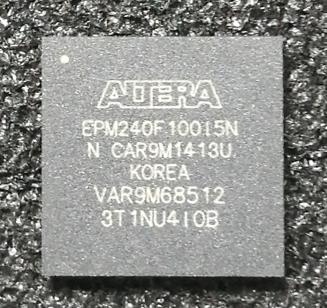 ALTERA
EPM240F100I5N
N CAR9M1413U
KOREA
VAR9M68512
3T1NU410B